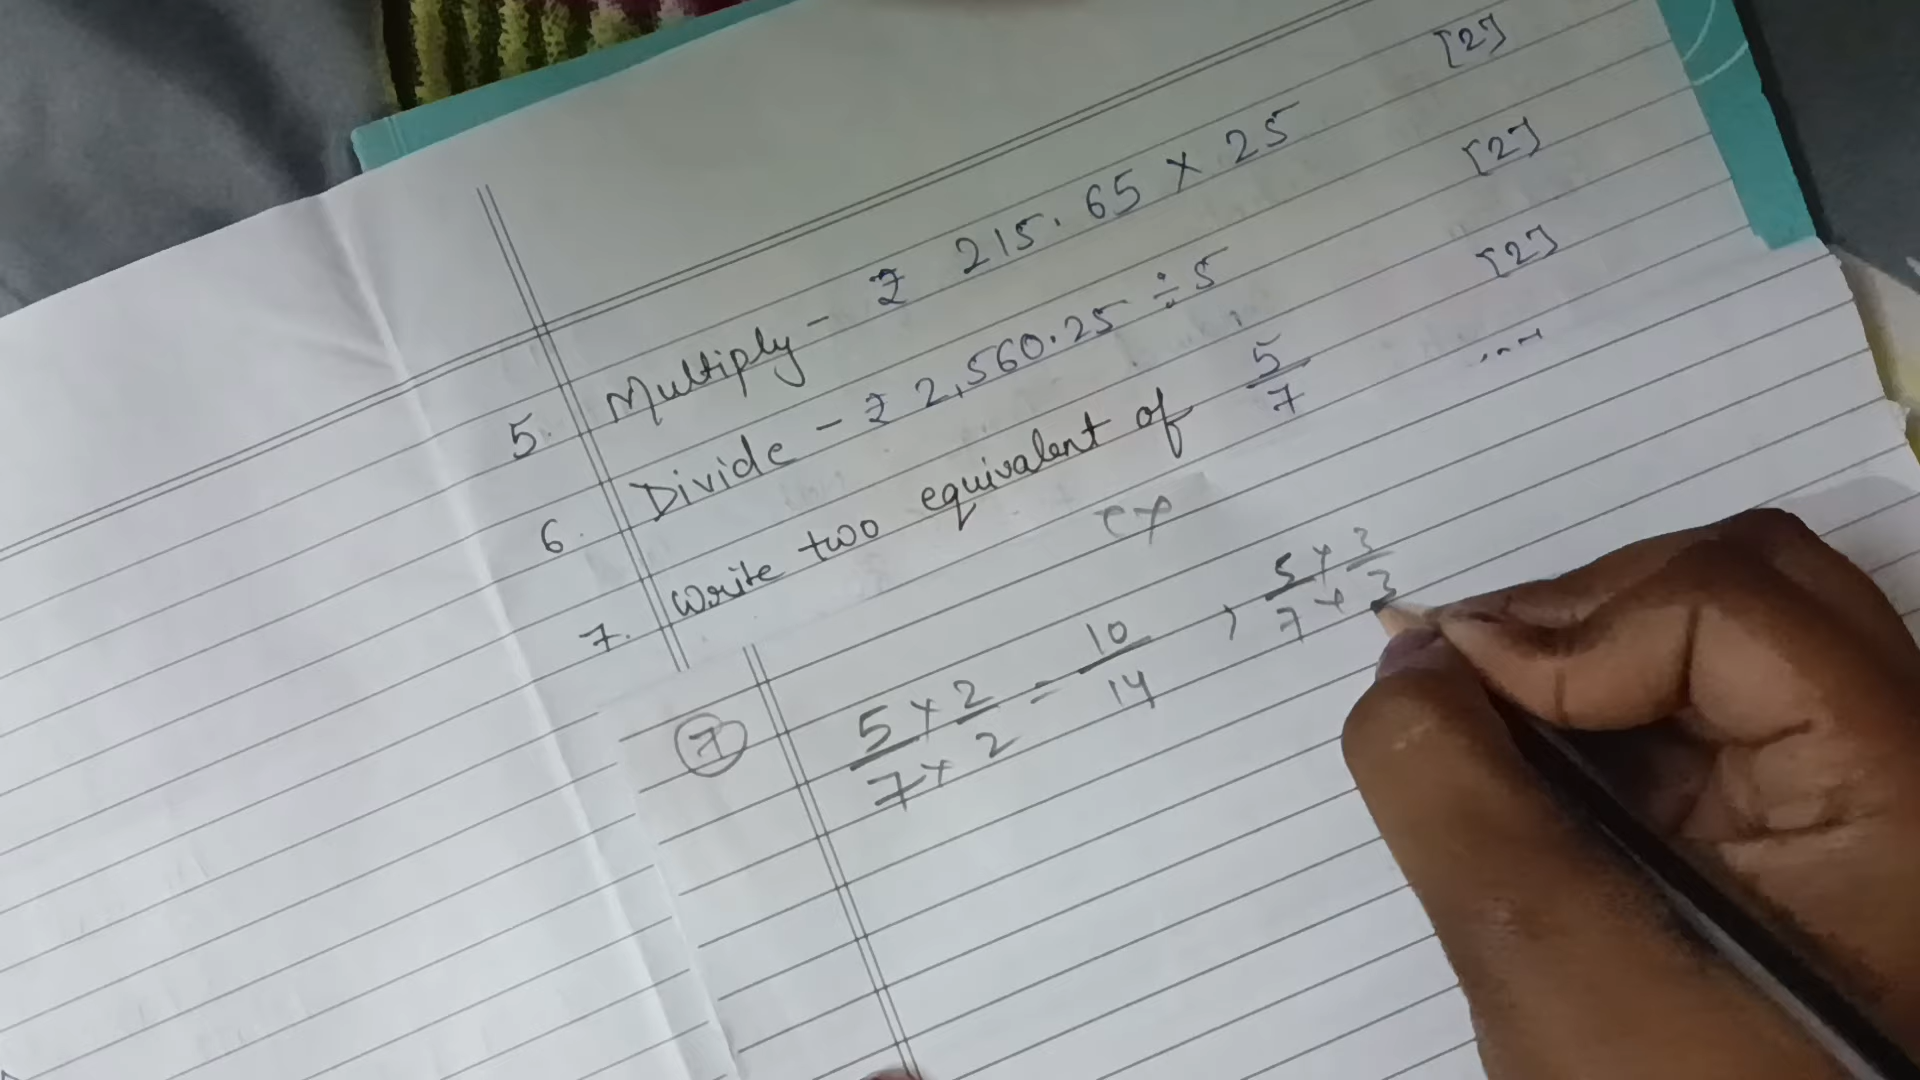 [2]
5. Multiply - ₹ 215.65 × 25 [2]
6. Divide - ₹ 2,560.25 ÷ 5 [2]
7. Write two equivalent of 5/7
7 5×2/7×2 = 10/14 , 5×3/7×3